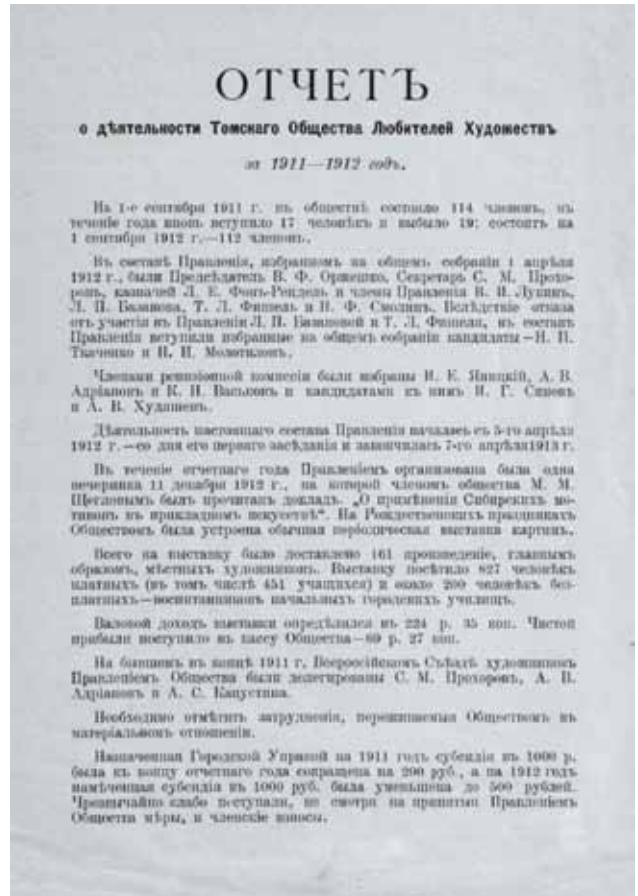 ОТЧЕТЪ
о дѣятельности Томскаго Общества Любителей Художествъ
за 1911—1912 годъ.
На 1-е сентября 1911 г. въ обществѣ состояло 114 членовъ, въ
теченіе года вновь вступило 17 человѣкъ и выбыло 19; состоитъ на
1 сентября 1912 г.—112 членовъ.
Въ составѣ Правленія, избранномъ на общемъ собраніи 1 апрѣля
1912 г., были Предсѣдатель В. Ф. Оржешко, Секретарь С. М. Прохо-
ровъ, казначей Л. Е. Фонъ-Рендель и члены Правленія В. И. Лукинъ,
Л. П. Базанова, Т. Л. Фишель и Н. Ф. Смолинъ. Вслѣдствіе отказа
отъ участія въ Правленіи Л. П. Базановой и Т. Л. Фишеля, въ составъ
Правленія вступили избранные на общемъ собраніи кандидаты—Н. П.
Ткаченко и И. И. Молотиловъ.
Членами ревизіонной комиссіи были избраны И. Е. Яницкій, А. В.
Адріановъ и К. Н. Васьковъ и кандидатами къ нимъ И. Г.
и А. В. Худашевъ.
Дѣятельность настоящаго состава Правленія началась съ 5-го апрѣля
1912 г.—со дня его перваго засѣданія и закончилась 7-го апрѣля 1913 г.
Въ теченіе отчетнаго года Правленіемъ организована была одна
вечеринка 11 декабря 1912 г., на которой членомъ общества М. М.
Щегловымъ былъ прочитанъ докладъ. „О примѣненіи Сибирскихъ мо-
тивовъ въ прикладномъ искусствѣ“. На Рождественскихъ праздникахъ
Обществомъ была устроена обычная періодическая выставка картинъ.
Всего на выставку было доставлено 161 произведеніе, главнымъ
образомъ, мѣстныхъ художниковъ. Выставку посѣтило 827 человѣкъ
платныхъ (въ томъ числѣ 451 учащихся) и около 200 человѣкъ без-
платныхъ—воспитанниковъ начальныхъ городскихъ училищъ.
Валовой доходъ выставки опредѣлился въ 224 р. 35 коп. Чистой
прибыли поступило въ кассу Общества—69 р. 27 коп.
На бывшемъ въ концѣ 1911 г. Всероссійскомъ Съѣздѣ художниковъ
Правленіемъ Общества были делегированы С. М. Прохоровъ, А. В.
Адріановъ и А. С. Капустина.
Необходимо отмѣтить затрудненія, переживаемыя Обществомъ въ
матеріальномъ отношеніи.
Назначенная Городской Управой на 1911 годъ субсидія въ 1000 р.
была къ концу отчетнаго года сокращена на 200 руб., а на 1912 годъ
намѣченная субсидія въ 1000 руб. была уменьшена до 500 рублей.
Чрезвычайно слабо поступали, не смотря на принятыя Правленіемъ
Общества мѣры, и членскіе взносы.